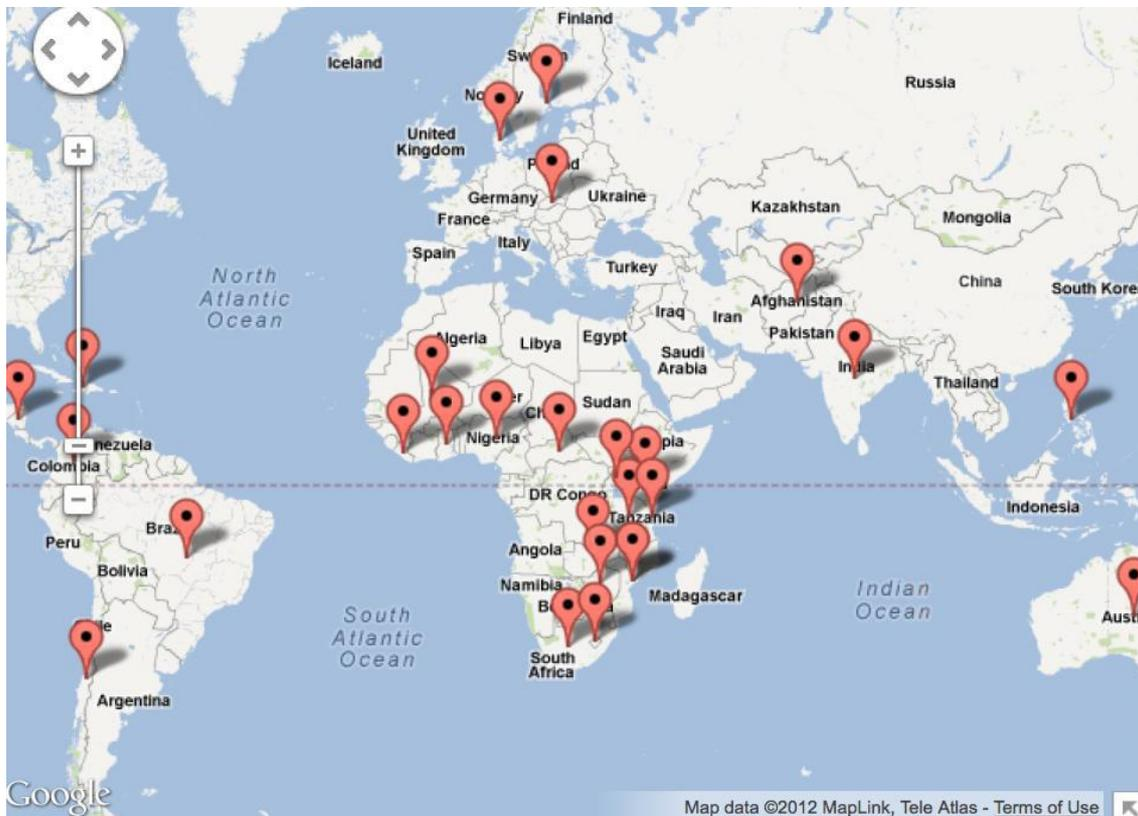 Finland
Iceland
Russia
United
Kingdom
Germany
Ukraine
France
Kazakhstan
Mongolia
Italy
Spain
Turkey
North
Atlantic
Ocean
China
South Kore
Afghanistan
Iraq
Iran
Pakistan
Algeria
Libya
Egypt
Saudi
Arabia
India
Thailand
Sudan
Nigeria
nezuela
Colombia
DR Congo
Indonesia
Tanzania
Peru
Angola
Bolivia
Namibia
Madagascar
Indian
Ocean
South
Atlantic
Ocean
South
Africa
Argentina
Google
Map data ©2012 MapLink, Tele Atlas - Terms of Use